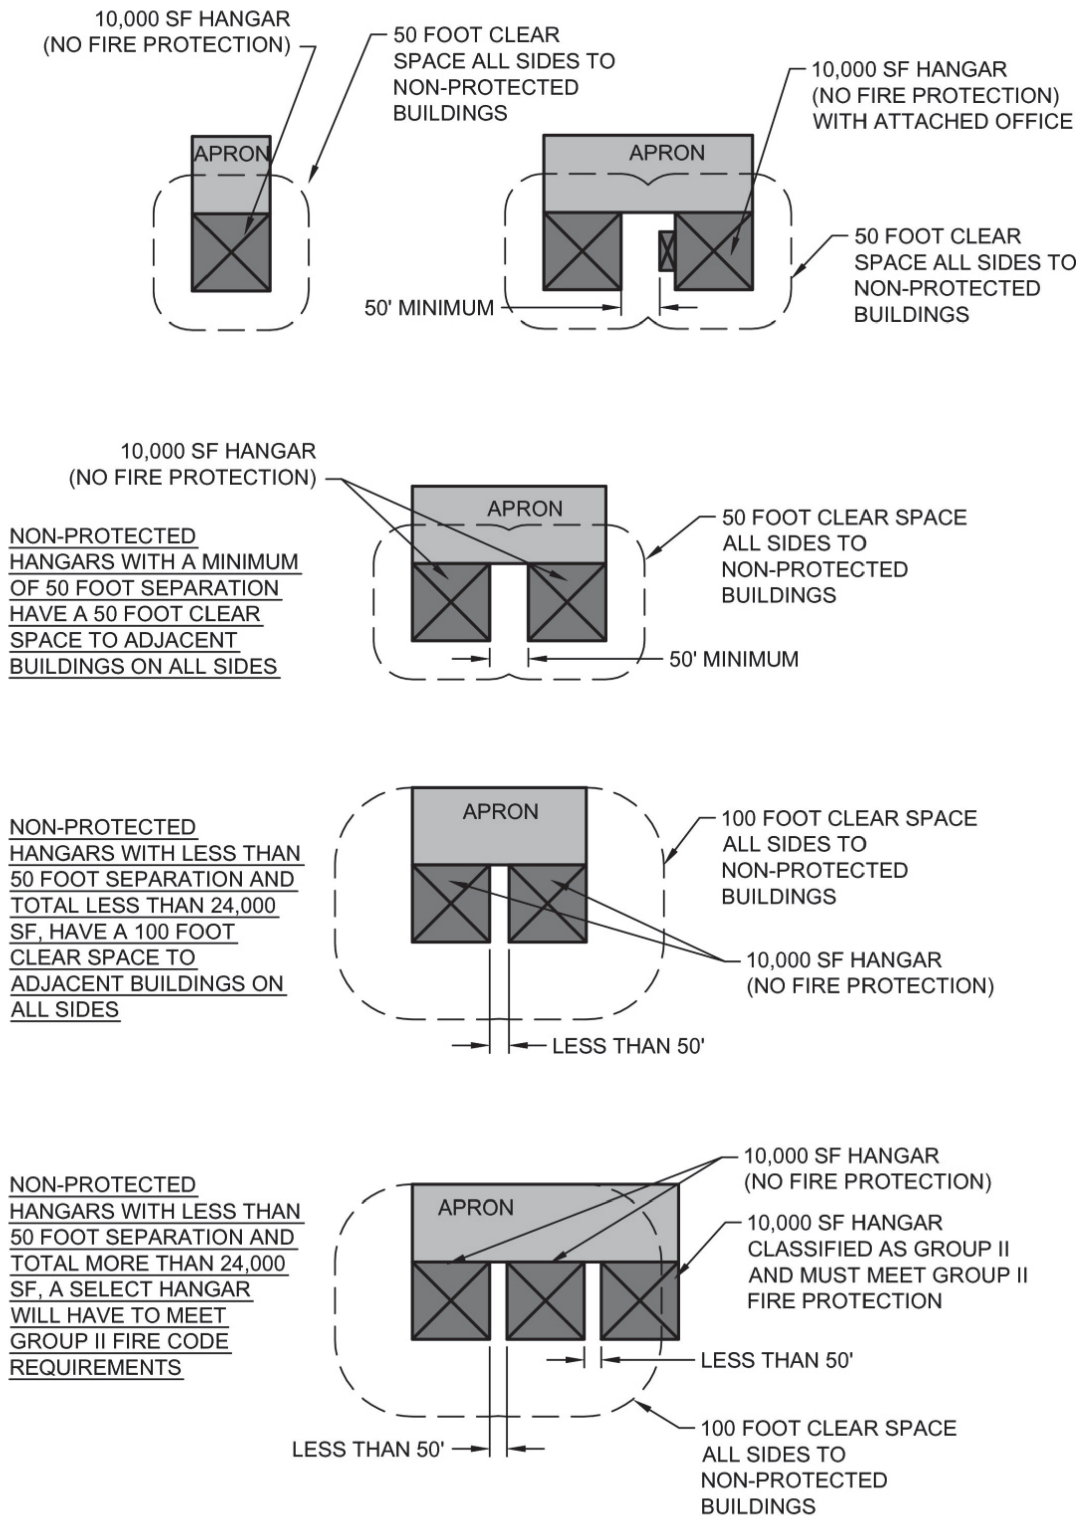 10,000 SF HANGAR
(NO FIRE PROTECTION)
50 FOOT CLEAR
SPACE ALL SIDES TO
NON-PROTECTED
BUILDINGS
10,000 SF HANGAR
(NO FIRE PROTECTION)
WITH ATTACHED OFFICE
APRON
APRON
50 FOOT CLEAR
SPACE ALL SIDES TO
NON-PROTECTED
BUILDINGS
50' MINIMUM
10,000 SF HANGAR
(NO FIRE PROTECTION)
NON-PROTECTED
HANGARS WITH A MINIMUM
OF 50 FOOT SEPARATION
HAVE A 50 FOOT CLEAR
SPACE TO ADJACENT
BUILDINGS ON ALL SIDES
APRON
50 FOOT CLEAR SPACE
ALL SIDES TO
NON-PROTECTED
BUILDINGS
50' MINIMUM
NON-PROTECTED
HANGARS WITH LESS THAN
50 FOOT SEPARATION AND
TOTAL LESS THAN 24,000
SF, HAVE A 100 FOOT
CLEAR SPACE TO
ADJACENT BUILDINGS ON
ALL SIDES
APRON
100 FOOT CLEAR SPACE
ALL SIDES TO
NON-PROTECTED
BUILDINGS
10,000 SF HANGAR
(NO FIRE PROTECTION)
LESS THAN 50'
NON-PROTECTED
HANGARS WITH LESS THAN
50 FOOT SEPARATION AND
TOTAL MORE THAN 24,000
SF, A SELECT HANGAR
WILL HAVE TO MEET
GROUP II FIRE CODE
REQUIREMENTS
APRON
10,000 SF HANGAR
(NO FIRE PROTECTION)
10,000 SF HANGAR
CLASSIFIED AS GROUP II
AND MUST MEET GROUP II
FIRE PROTECTION
LESS THAN 50'
LESS THAN 50'
100 FOOT CLEAR SPACE
ALL SIDES TO
NON-PROTECTED
BUILDINGS